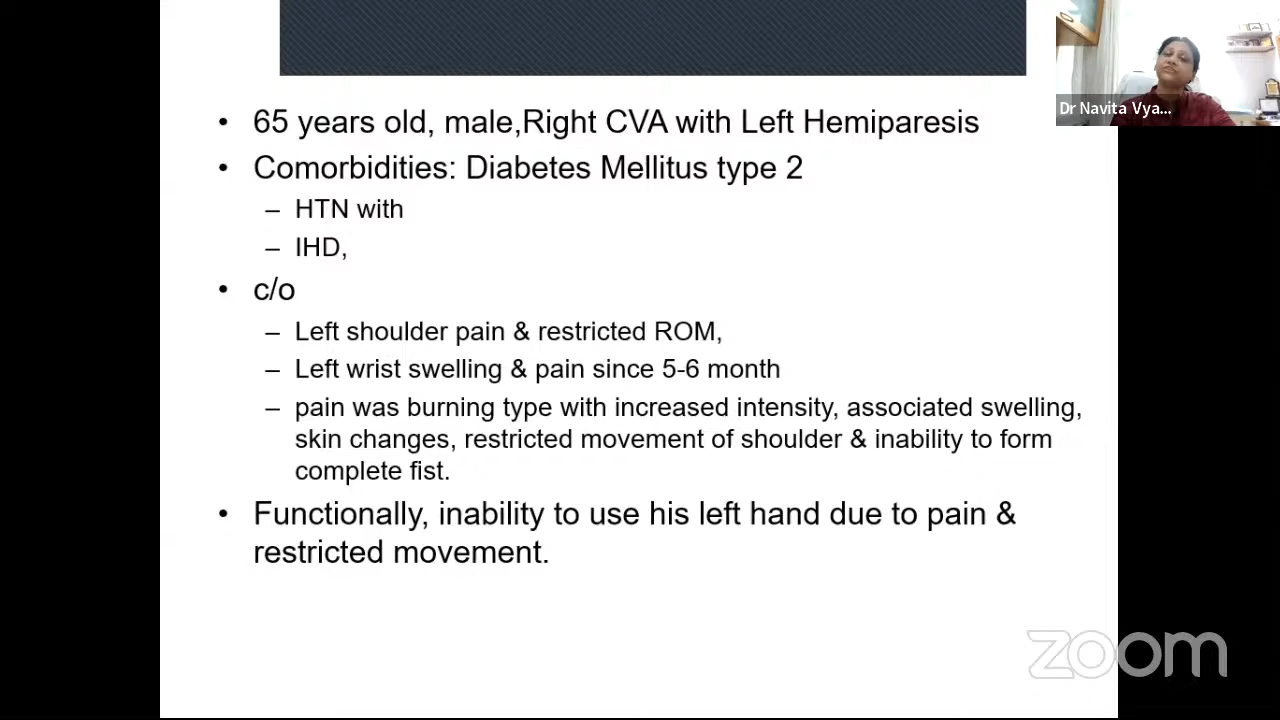 • 65 years old, male,Right CVA with Left Hemiparesis
• Comorbidities: Diabetes Mellitus type 2
– HTN with
– IHD,
• c/o
– Left shoulder pain & restricted ROM,
– Left wrist swelling & pain since 5-6 month
– pain was burning type with increased intensity, associated swelling,
skin changes, restricted movement of shoulder & inability to form
complete fist.
• Functionally, inability to use his left hand due to pain &
restricted movement.
Dr Navita Vya...
zoom